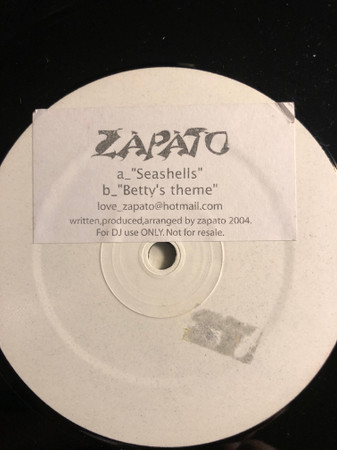 ZAPATO
a_"Seashells"
b_"Betty's theme"
love_zapato@hotmail.com
written,produced,arranged by zapato 2004.
For DJ use ONLY. Not for resale.